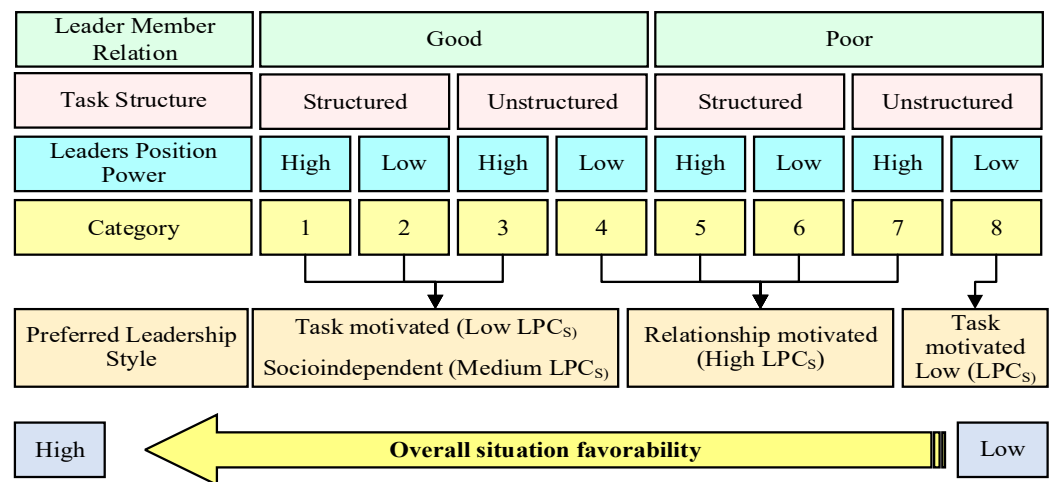 Leader Member
Relation
Good
Poor
Task Structure
Structured
Unstructured
Structured
Unstructured
Leaders Position
Power
High
Low
High
Low
High
Low
High
Low
Category
1
2
3
4
5
6
7
8
Preferred Leadership
Style
Task motivated (Low LPCS)
Socioindependent (Medium LPCS)
Relationship motivated
(High LPCS)
Task
motivated
Low (LPCS)
High
Overall situation favorability
Low